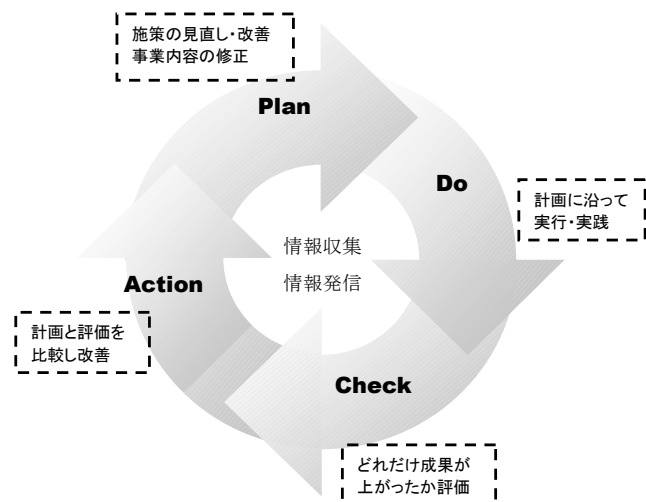 施策の見直し・改善
事業内容の修正
Plan
Do
計画に沿って
実行・実践
情報収集
情報発信
Action
計画と評価を
比較し改善
Check
どれだけ成果が
上がったか評価